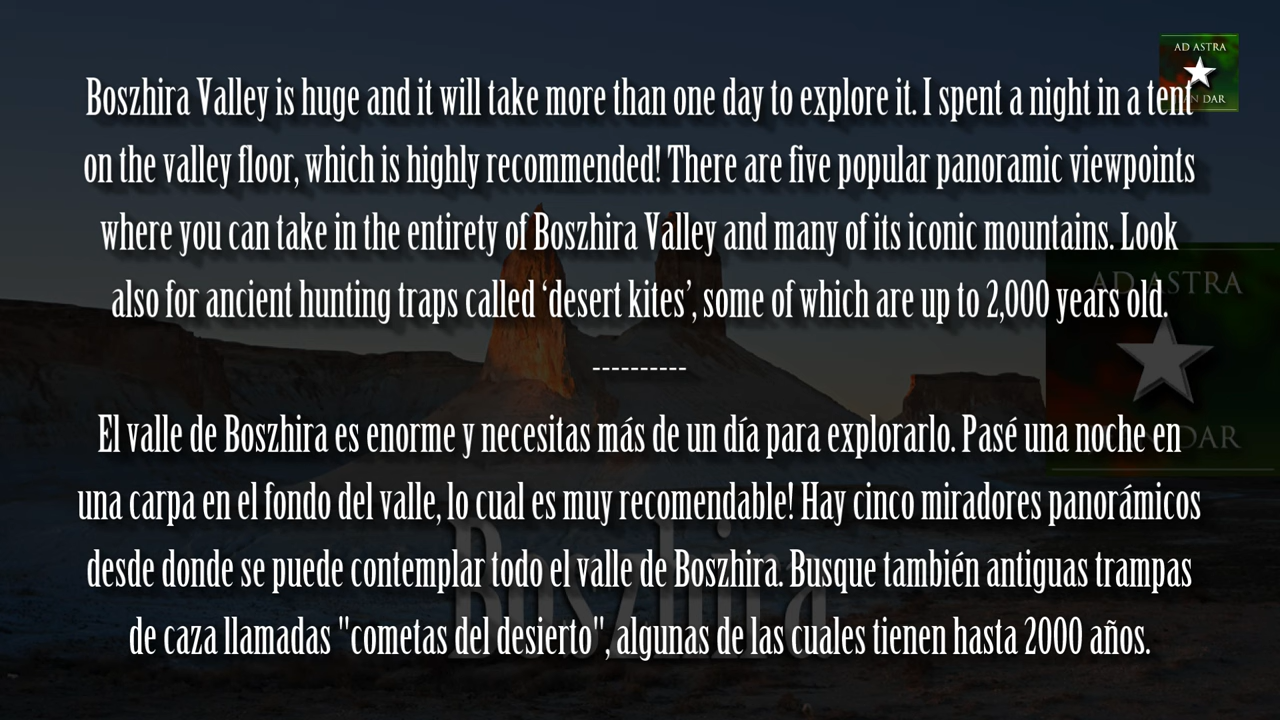 AD ASTRA
Boszhira Valley is huge and it will take more than one day to explore it. I spent a night in a tent
on the valley floor, which is highly recommended! There are five popular panoramic viewpoints
where you can take in the entirety of Boszhira Valley and many of its iconic mountains. Look
also for ancient hunting traps called ‘desert kites’, some of which are up to 2,000 years old.
AD ASTRA
----------
El valle de Boszhira es enorme y necesitas más de un día para explorarlo. Pasé una noche en
una carpa en el fondo del valle, lo cual es muy recomendable! Hay cinco miradores panorámicos
desde donde se puede contemplar todo el valle de Boszhira. Busque también antiguas trampas
de caza llamadas "cometas del desierto", algunas de las cuales tienen hasta 2000 años.
Boszhira